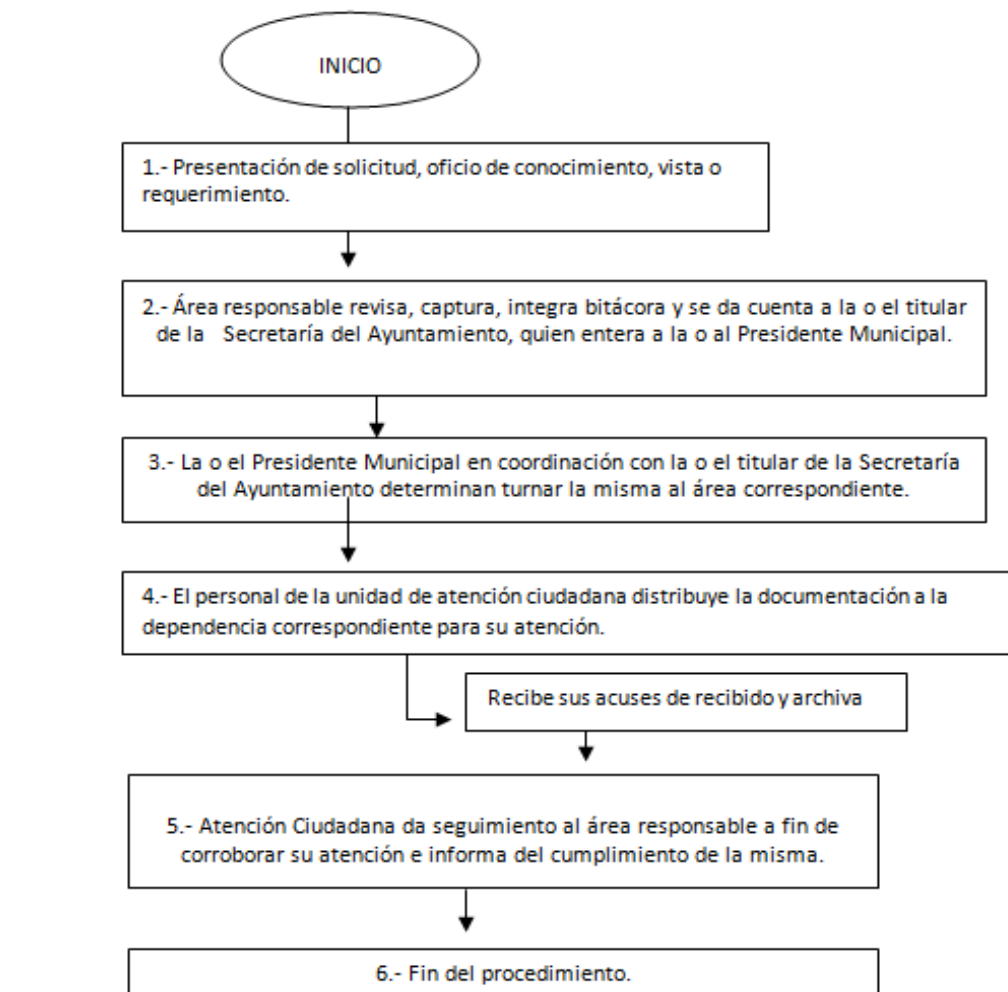 INICIO
1.- Presentación de solicitud, oficio de conocimiento, vista o
requerimiento.
2.- Área responsable revisa, captura, integra bitácora y se da cuenta a la o el titular
de la Secretaría del Ayuntamiento, quien entera a la o al Presidente Municipal.
3.- La o el Presidente Municipal en coordinación con la o el titular de la Secretaría
del Ayuntamiento determinan turnar la misma al área correspondiente.
4.- El personal de la unidad de atención ciudadana distribuye la documentación a la
dependencia correspondiente para su atención.
Recibe sus acuses de recibido y archiva
5.- Atención Ciudadana da seguimiento al área responsable a fin de
corroborar su atención e informa del cumplimiento de la misma.
6.- Fin del procedimiento.